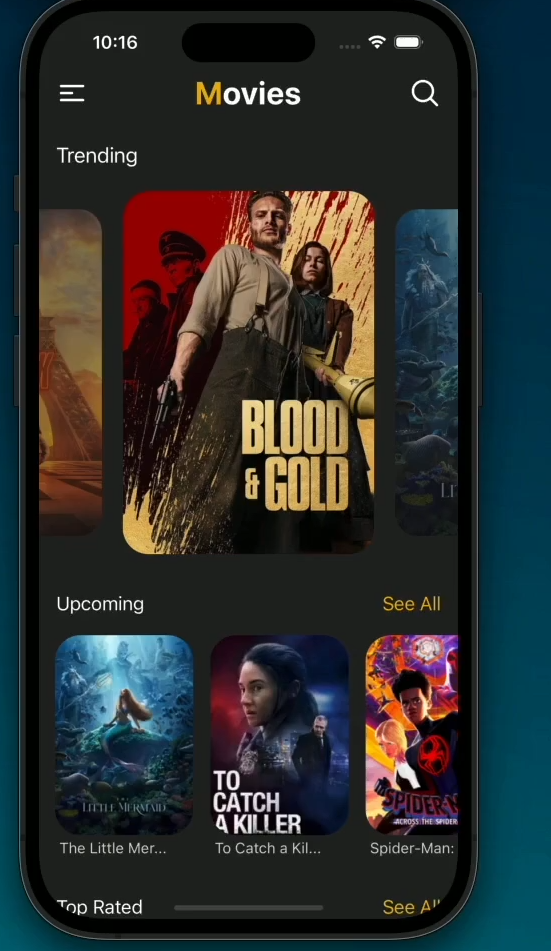 10:16
Movies
Trending
BLOOD
& GOLD
Upcoming
See All
THE
LITTLE MERMAID
TO
CATCH
A KILLER
ACROSS THE SPIDER
The Little Mer...
To Catch a Kil...
Spider-Man:
Top Rated
See All